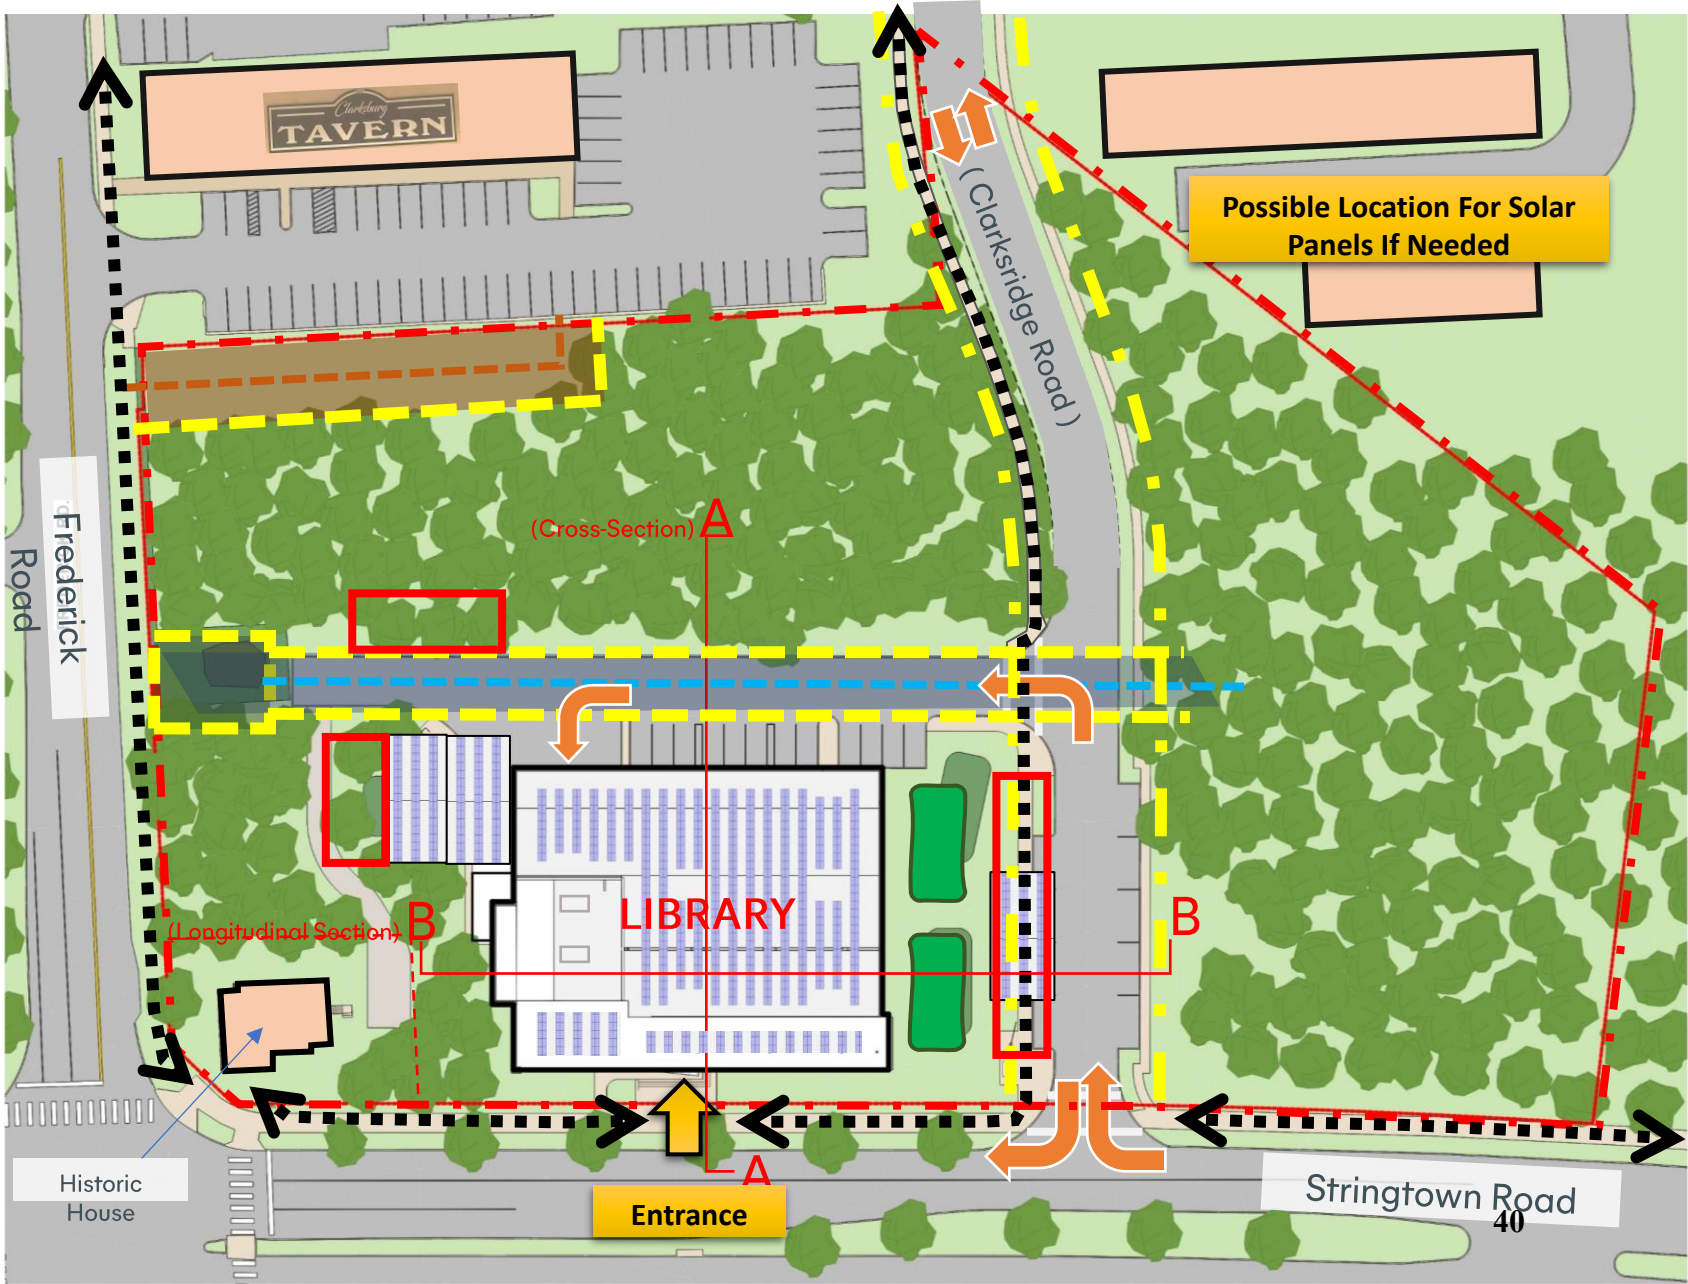 Clarksburg
TAVERN
( Clarksridge Road )
Possible Location For Solar
Panels If Needed
(Cross-Section) A
Frederick
Road
LIBRARY
(Longitudinal Section) B
B
A
Historic
House
Entrance
Stringtown Road
40